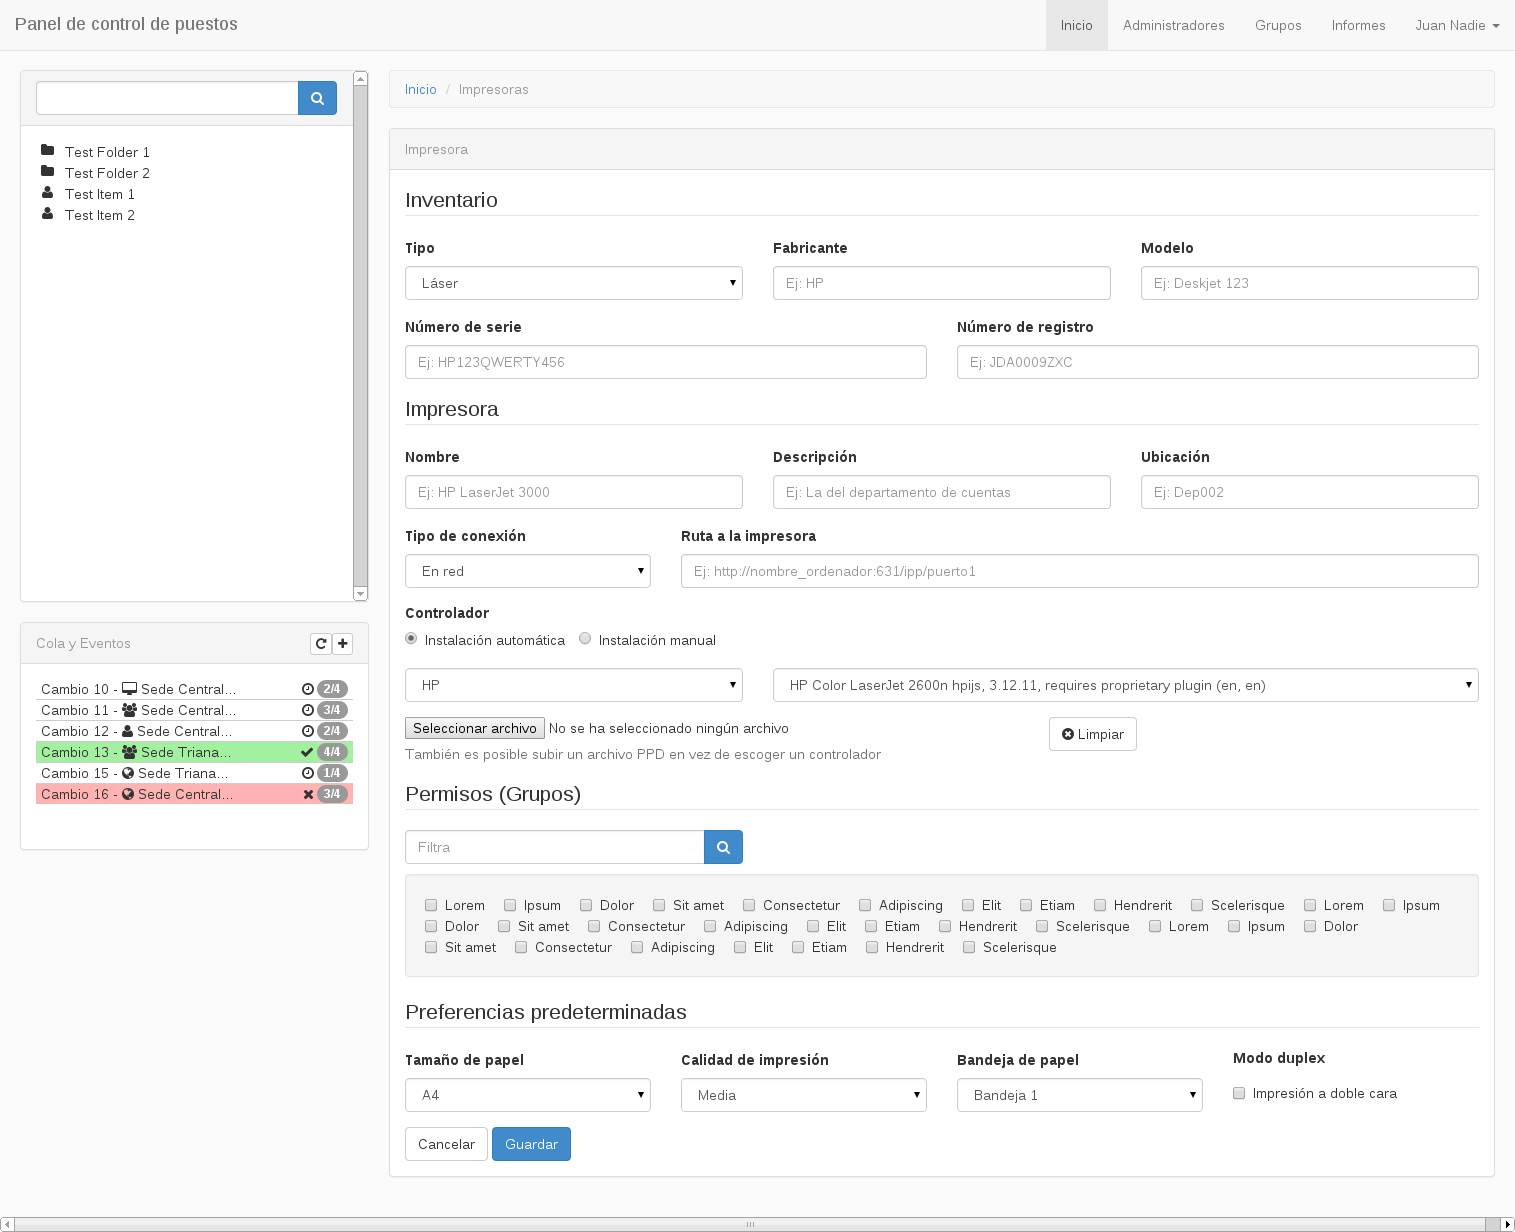 Panel de control de puestos
Inicio Administradores Grupos Informes Juan Nadie
Test Folder 1
Test Folder 2
Test Item 1
Test Item 2
Cola y Eventos
Cambio 10 - Sede Central... 2/4
Cambio 11 - Sede Central... 3/4
Cambio 12 - Sede Central... 2/4
Cambio 13 - Sede Triana... 4/4
Cambio 15 - Sede Triana... 1/4
Cambio 16 - Sede Central... 3/4
Inicio / Impresoras
Impresora
Inventario
Tipo Fabricante Modelo
Láser Ej: HP Ej: Deskjet 123
Número de serie Número de registro
Ej: HP123QWERTY456 Ej: JDA0009ZXC
Impresora
Nombre Descripción Ubicación
Ej: HP LaserJet 3000 Ej: La del departamento de cuentas Ej: Dep002
Tipo de conexión Ruta a la impresora
En red Ej: http://nombre_ordenador:631/ipp/puerto1
Controlador
Instalación automática Instalación manual
HP HP Color LaserJet 2600n hpijs, 3.12.11, requires proprietary plugin (en, en)
Seleccionar archivo No se ha seleccionado ningún archivo Limpiar
También es posible subir un archivo PPD en vez de escoger un controlador
Permisos (Grupos)
Filtra
Lorem Ipsum Dolor Sit amet Consectetur Adipiscing Elit Etiam Hendrerit Scelerisque Lorem Ipsum
Dolor Sit amet Consectetur Adipiscing Elit Etiam Hendrerit Scelerisque Lorem Ipsum Dolor
Sit amet Consectetur Adipiscing Elit Etiam Hendrerit Scelerisque
Preferencias predeterminadas
Tamaño de papel Calidad de impresión Bandeja de papel Modo duplex
A4 Media Bandeja 1 Impresión a doble cara
Cancelar Guardar